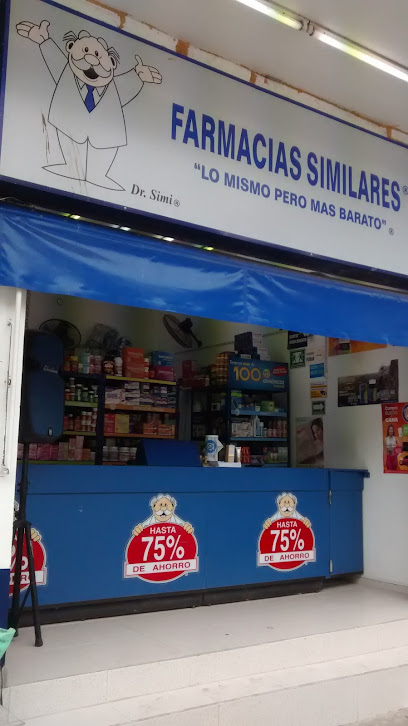 FARMACIAS SIMILARES®
"LO MISMO PERO MAS BARATO"®
Dr. Simi®
100
HASTA
75%
DE AHORRO
HASTA
75%
DE AHORRO